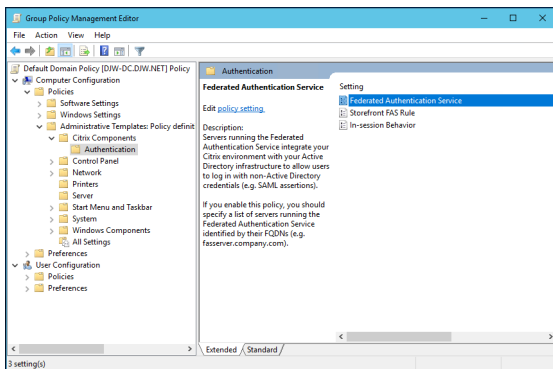 Group Policy Management Editor
File Action View Help
Default Domain Policy [DJW-DC.DJW.NET] Policy
Computer Configuration
Policies
Software Settings
Windows Settings
Administrative Templates: Policy definit
Citrix Components
Authentication
Control Panel
Network
Printers
Server
Start Menu and Taskbar
System
Windows Components
All Settings
Preferences
User Configuration
Policies
Preferences
Authentication
Federated Authentication Service
Edit policy setting
Description:
Servers running the Federated
Authentication Service integrate your
Citrix environment with your Active
Directory infrastructure to allow users
to log in with non-Active Directory
credentials (e.g. SAML assertions).
If you enable this policy, you should
specify a list of servers running the
Federated Authentication Service
identified by their FQDNs (e.g.
fasserver.company.com).
Setting
Federated Authentication Service
Storefront FAS Rule
In-session Behavior
Extended Standard
3 setting(s)